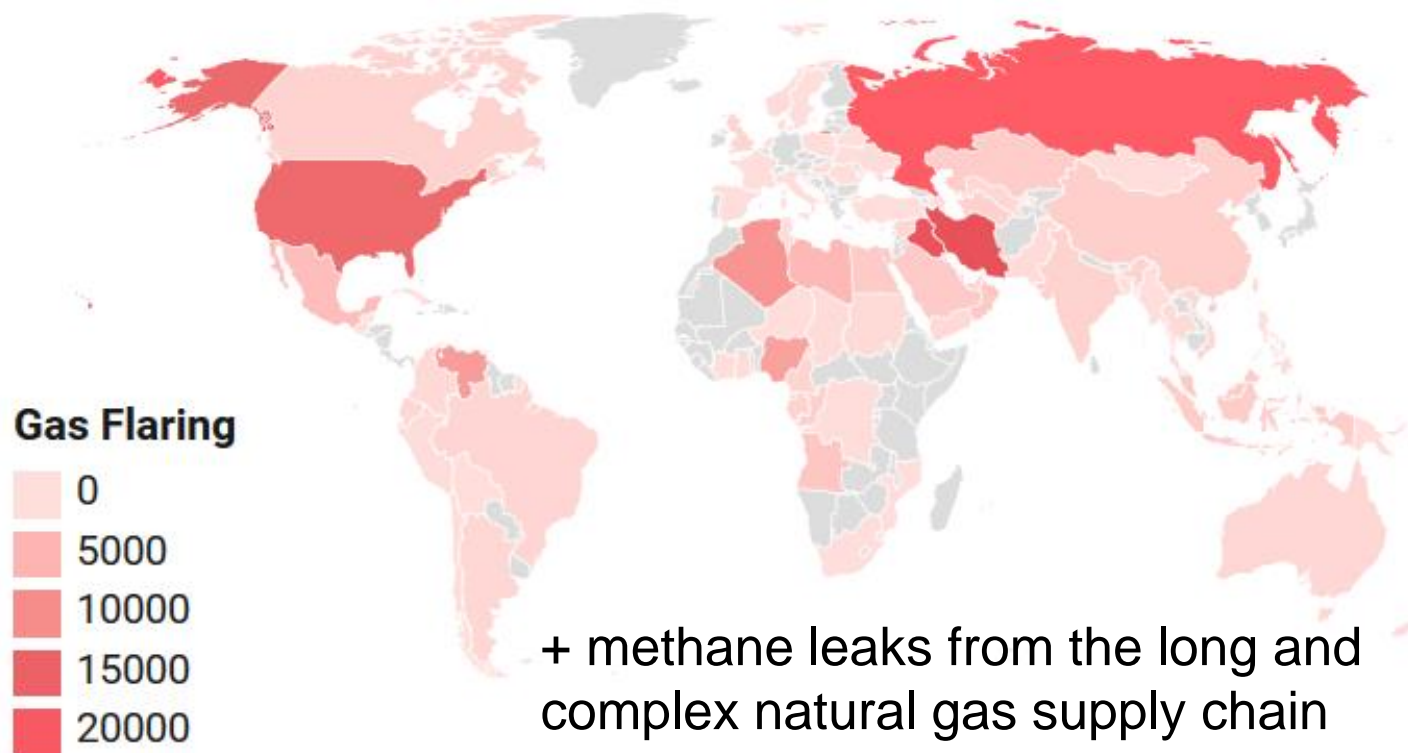 Gas Flaring
0
5000
10000
15000
20000
+ methane leaks from the long and
complex natural gas supply chain